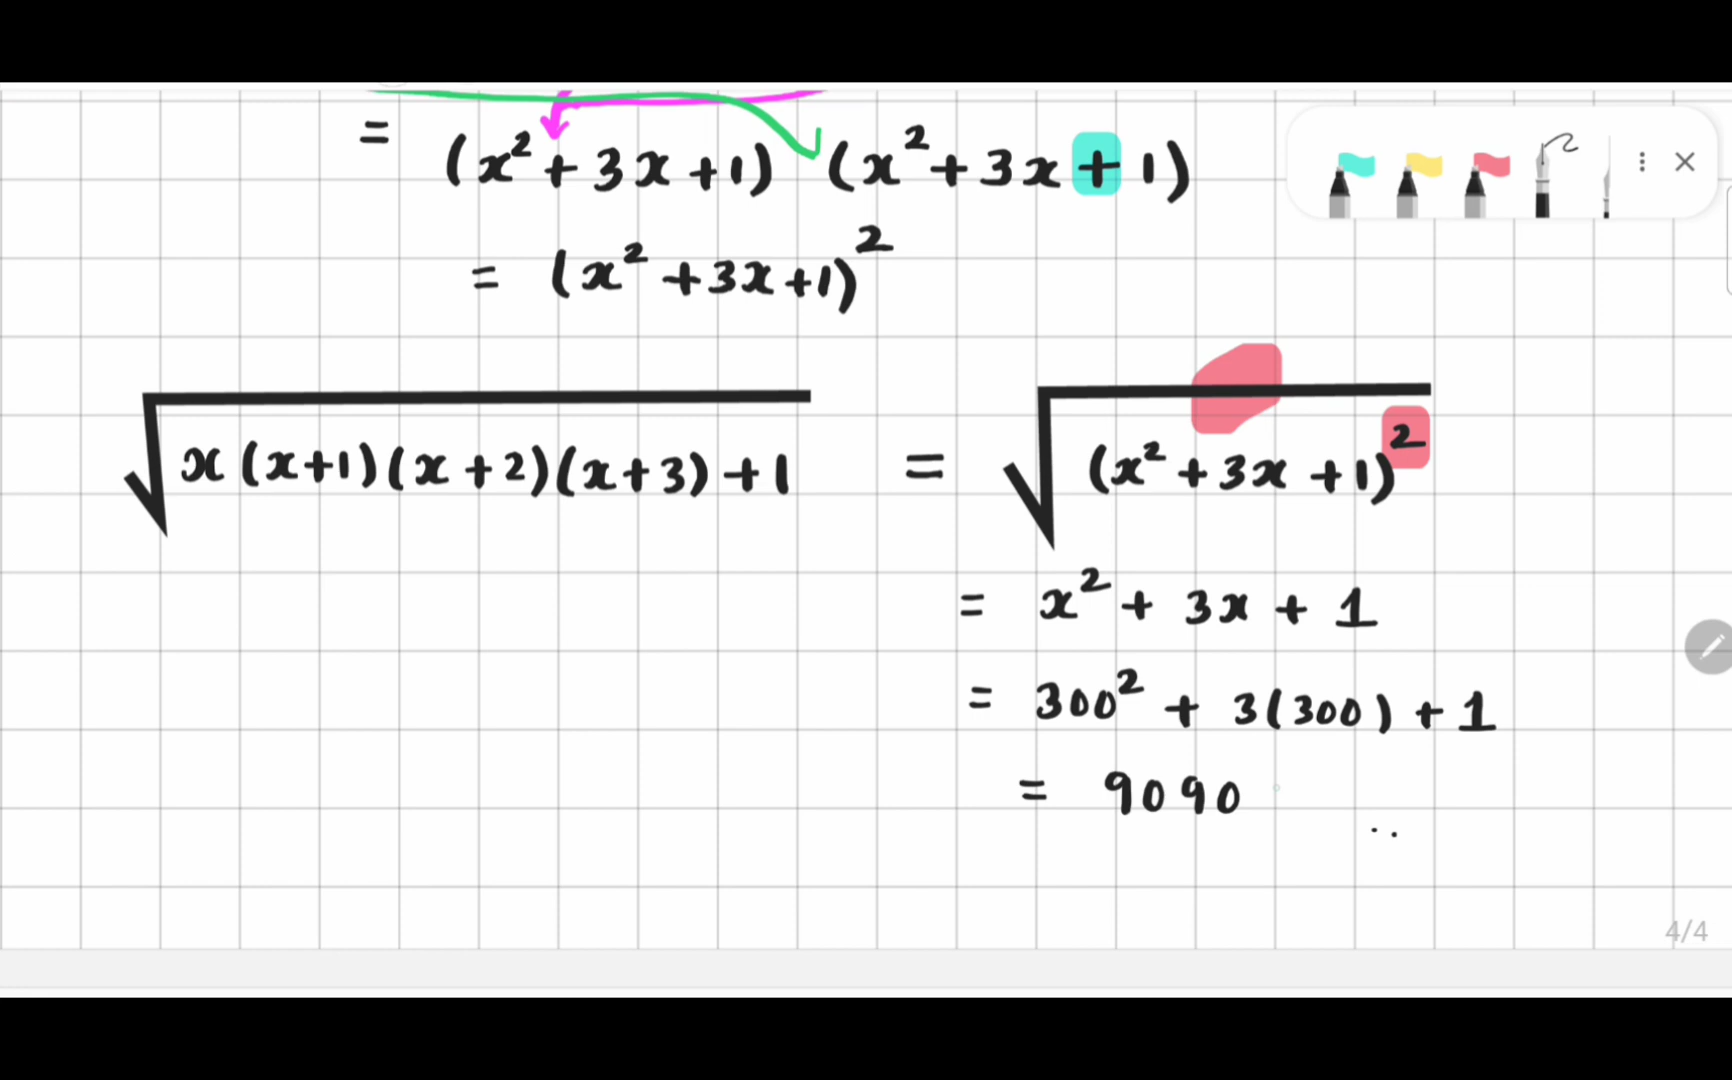 = (x² + 3x + 1) (x² + 3x + 1)
= (x² + 3x + 1)²
√x(x+1)(x+2)(x+3)+1 = √(x² + 3x + 1)²
= x² + 3x + 1
= 300² + 3(300) + 1
= 9090
4/4